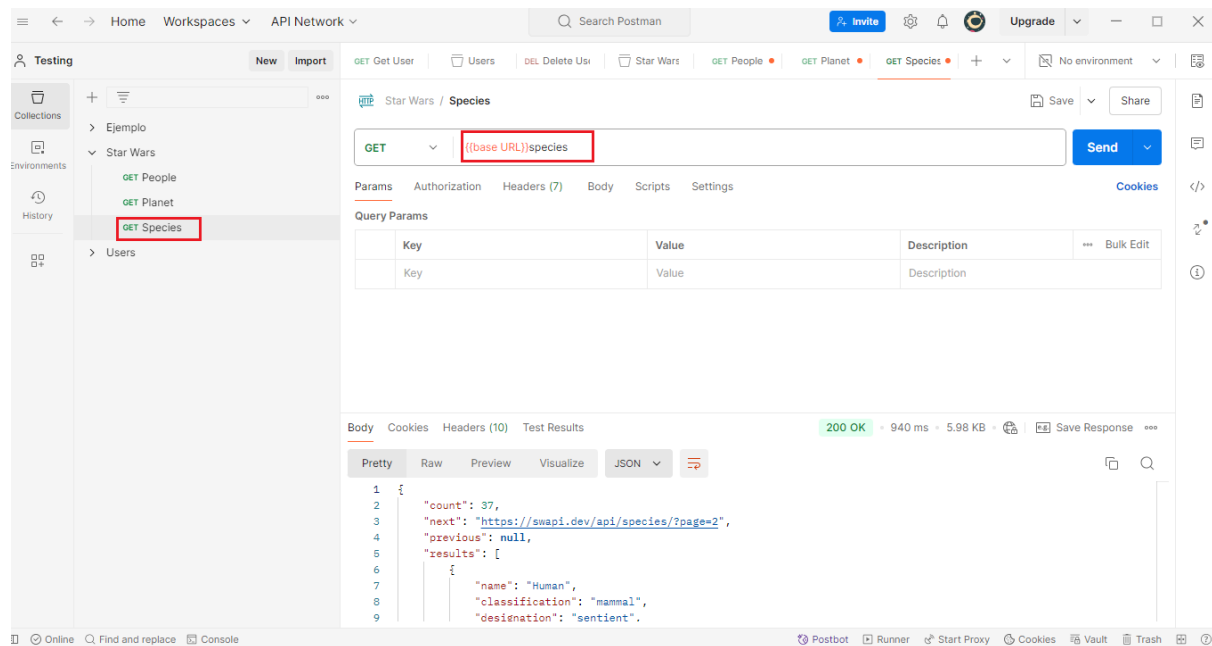 Home Workspaces API Network Search Postman Invite Upgrade
Testing New Import GET Get User Users DEL Delete Use Star Wars GET People GET Planet GET Species No environment
Collections
Environments
History
Ejemplo
Star Wars
GET People
GET Planet
GET Species
Users
HTTP Star Wars / Species Save Share
GET {{base URL}}species Send
Params Authorization Headers (7) Body Scripts Settings Cookies
Query Params
Key Value Description Bulk Edit
Key Value Description
Body Cookies Headers (10) Test Results 200 OK 940 ms 5.98 KB e.g. Save Response
Pretty Raw Preview Visualize JSON
1 {
2 "count": 37,
3 "next": "https://swapi.dev/api/species/?page=2",
4 "previous": null,
5 "results": [
6 {
7 "name": "Human",
8 "classification": "mammal",
9 "designation": "sentient",
Online Find and replace Console Postbot Runner Start Proxy Cookies Vault Trash